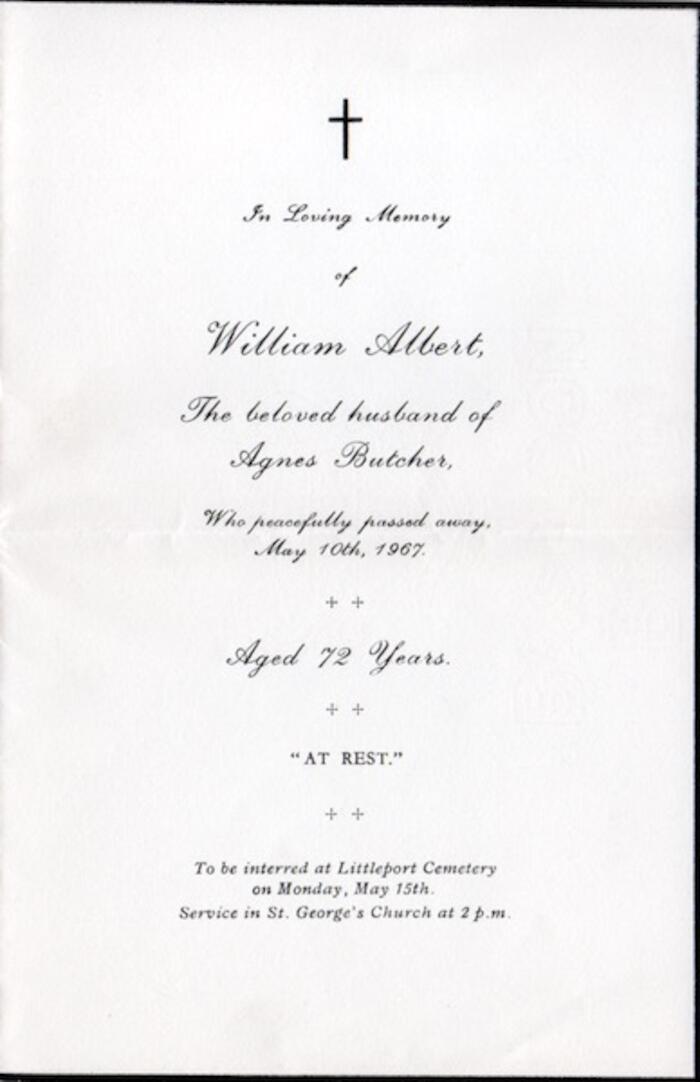 In Loving Memory
of
William Albert,
The beloved husband of
Agnes Butcher,
Who peacefully passed away,
May 10th, 1967.
Aged 72 Years.
"AT REST."
To be interred at Littleport Cemetery
on Monday, May 15th.
Service in St. George's Church at 2 p.m.